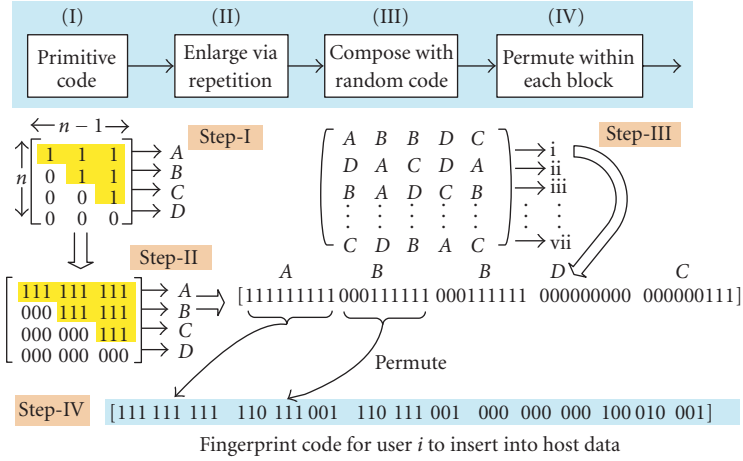 (I) (II) (III) (IV)
Primitive code
Enlarge via repetition
Compose with random code
Permute within each block
n − 1
Step-I
n
1 1 1 A
0 1 1 B
0 0 1 C
0 0 0 D
Step-III
A B B D C i
D A C D A ii
B A D C B iii
⋮ ⋮ ⋮ ⋮ ⋮ ⋮ ⋮
C D B A C vii
Step-II
111 111 111 A
000 111 111 B
000 000 111 C
000 000 000 D
A B B D C
[111111111 000111111 000111111 000000000 000000111]
Permute
Step-IV
[111 111 111 110 111 001 110 111 001 000 000 000 100 010 001]
Fingerprint code for user i to insert into host data